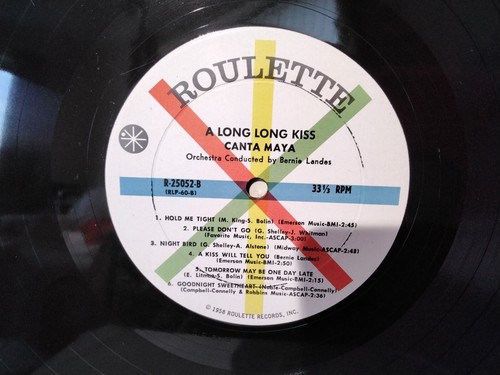 ROULETTE
A LONG LONG KISS
CANTA MAYA
Orchestra Conducted by Bernie Landes
R-25052-B
(RLP-60-B)
33⅓ RPM
1. HOLD ME TIGHT (M. King-S. Bolin) (Emerson Music-BMI-2:45)
2. PLEASE DON'T GO (G. Shelley-J. Whitman)
(Favorite Music, Inc.-ASCAP-3:00)
3. NIGHT BIRD (G. Shelley-A. Alstone) (Midway Music-ASCAP-2:48)
4. A KISS WILL TELL YOU (Bernie Landes)
(Emerson Music-BMI-2:50)
5. TOMORROW MAY BE ONE DAY LATE
(E. Lintho-S. Bolin) (Emerson Music-BMI-2:15)
6. GOODNIGHT SWEETHEART (Noble-Campbell-Connelly)
(Campbell-Connelly & Robbins Music-ASCAP-2:36)
© 1958 ROULETTE RECORDS, INC.